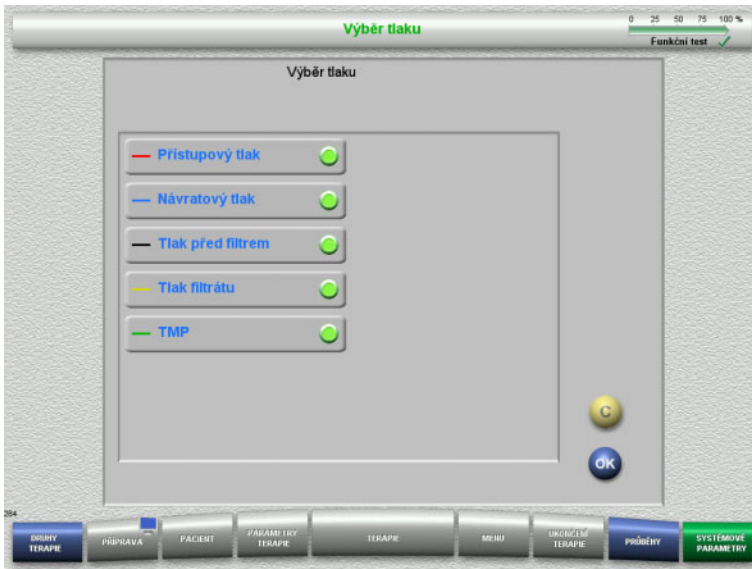 Výběr tlaku
0 25 50 75 100 %
Funkční test
Výběr tlaku
Přístupový tlak
Návratový tlak
Tlak před filtrem
Tlak filtrátu
TMP
C
OK
284
DRUHY
TERAPIE
PŘÍPRAVA
PACIENT
PARAMETRY
TERAPIE
TERAPIE
MENU
UKONČENÍ
TERAPIE
PRŮBĚHY
SYSTÉMOVÉ
PARAMETRY